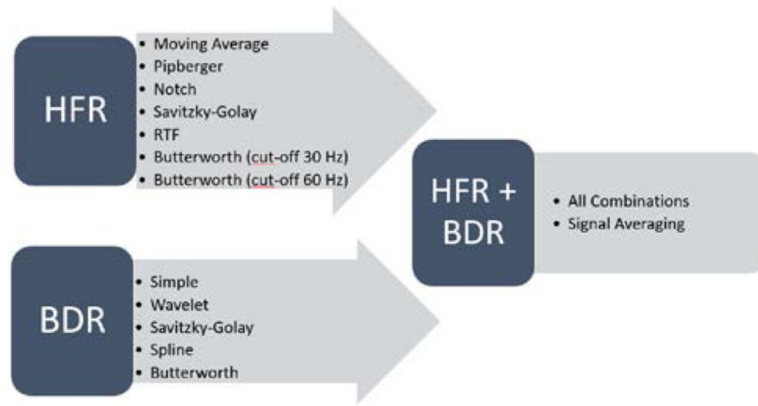 HFR
• Moving Average
• Pipberger
• Notch
• Savitzky-Golay
• RTF
• Butterworth (cut-off 30 Hz)
• Butterworth (cut-off 60 Hz)
BDR
• Simple
• Wavelet
• Savitzky-Golay
• Spline
• Butterworth
HFR +
BDR
• All Combinations
• Signal Averaging